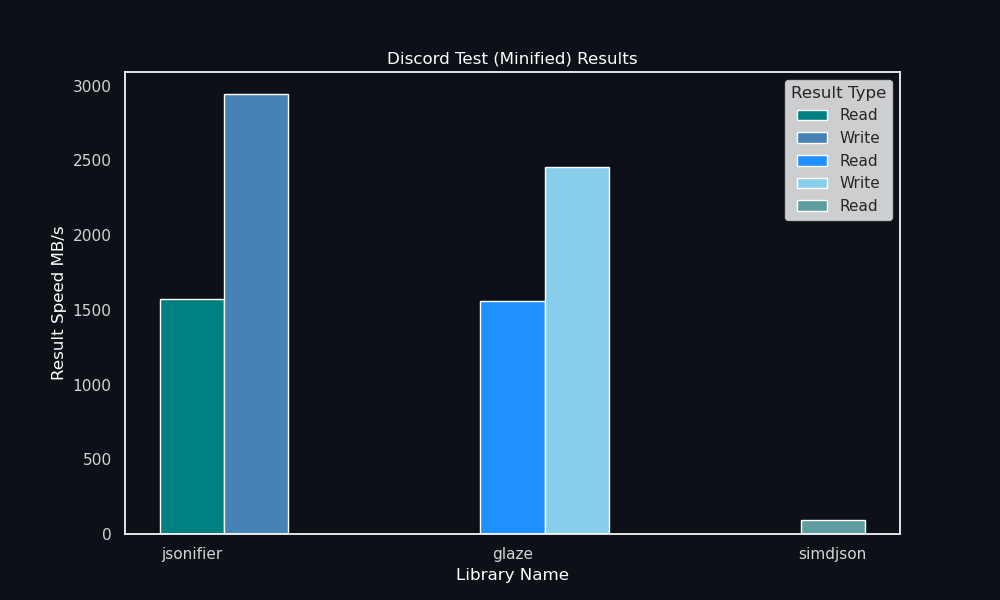 Discord Test (Minified) Results
Result Speed MB/s
3000
2500
2000
1500
1000
500
0
Result Type
Read
Write
Read
Write
Read
jsonifier
glaze
simdjson
Library Name